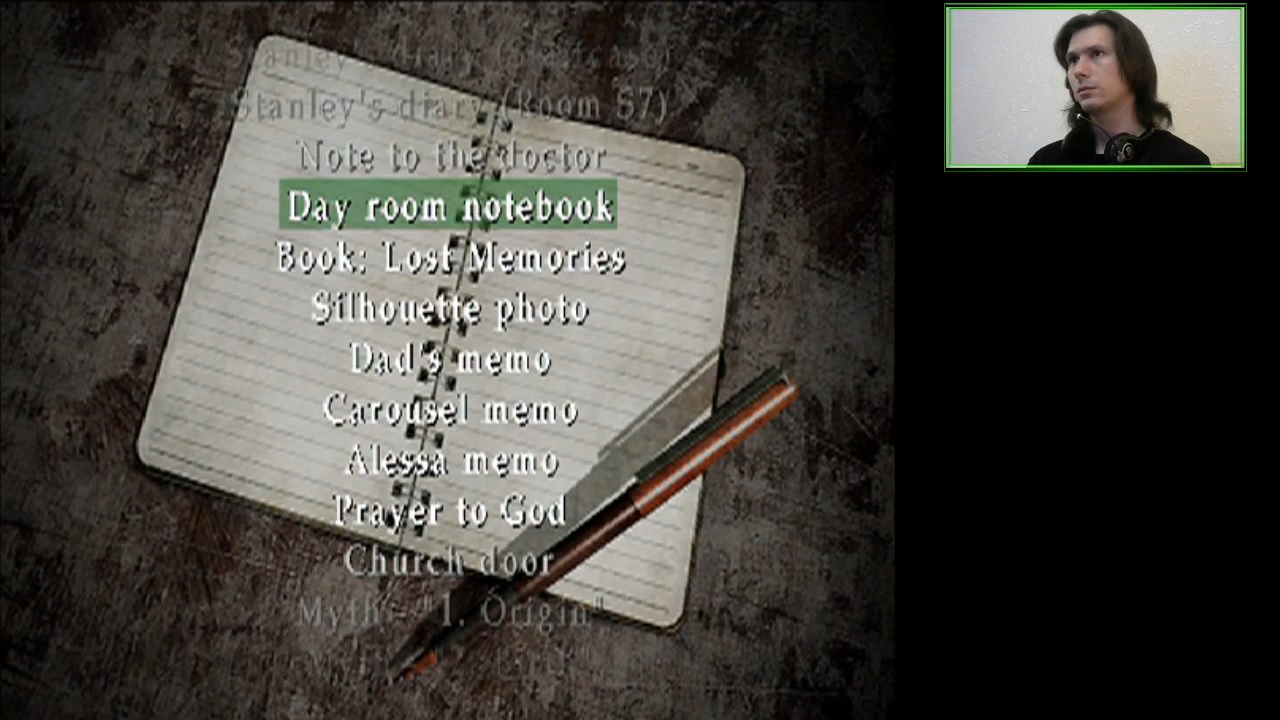 Stanley's diary (Room S7)
Note to the doctor
Day room notebook
Book: Lost Memories
Silhouette photo
Dad's memo
Carousel memo
Alessa memo
Prayer to God
Church door
Myth - "1. Origin"